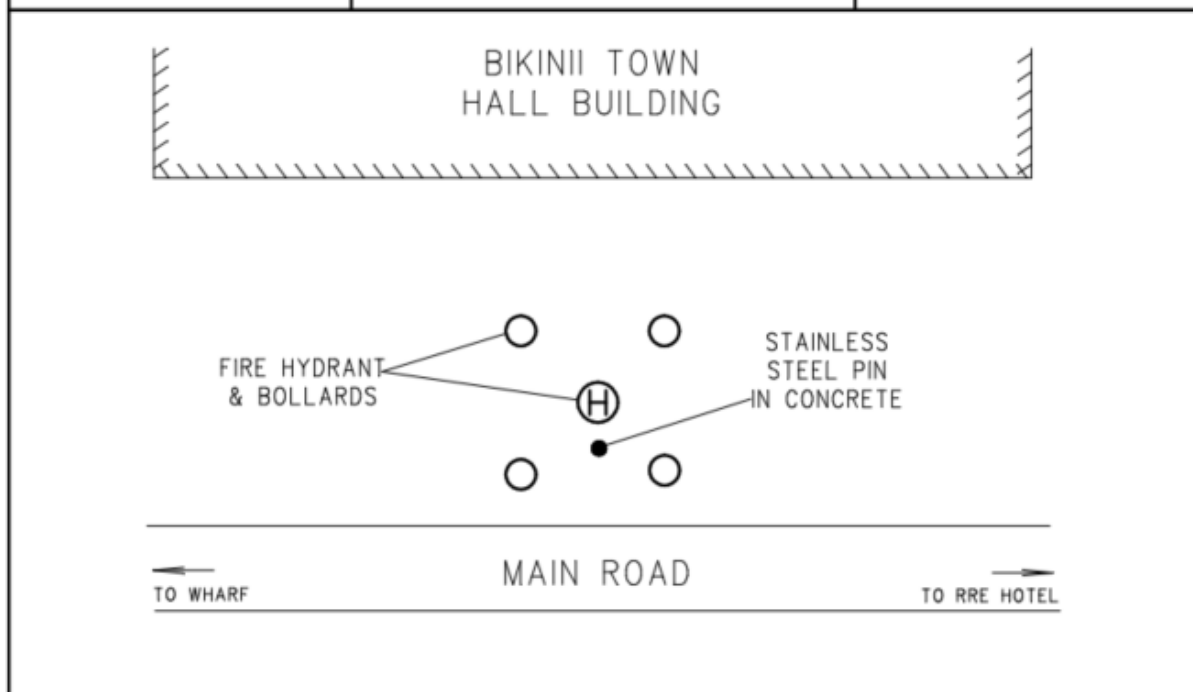 BIKINII TOWN
HALL BUILDING
FIRE HYDRANT
& BOLLARDS
STAINLESS
STEEL PIN
IN CONCRETE
H
MAIN ROAD
TO WHARF
TO RRE HOTEL